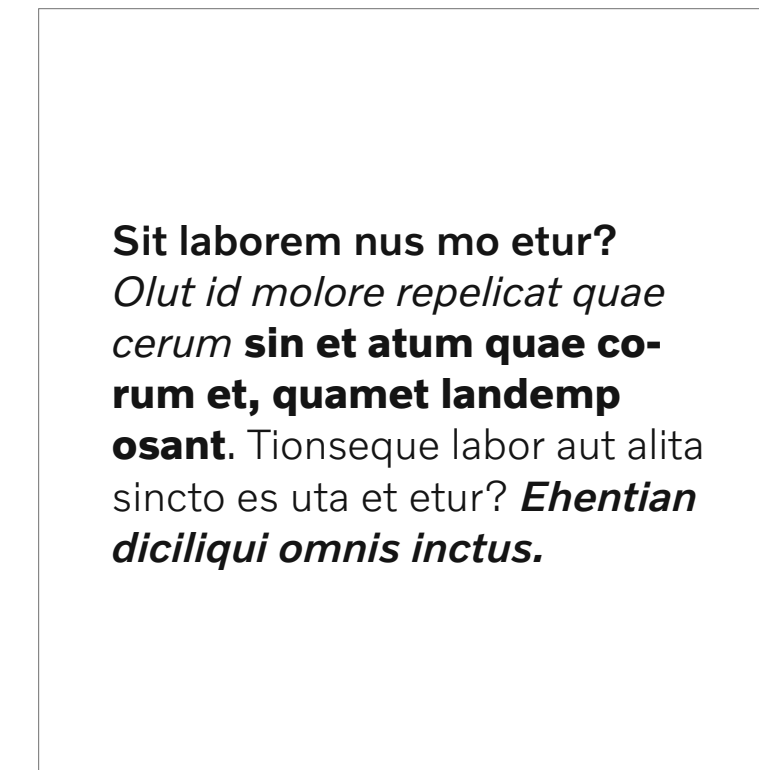 Sit laborem nus mo etur?
Olut id molore repelicat quae
cerum sin et atum quae co-
rum et, quamet landemp
osant. Tionseque labor aut alita
sincto es uta et etur? Ehentian
diciliqui omnis inctus.